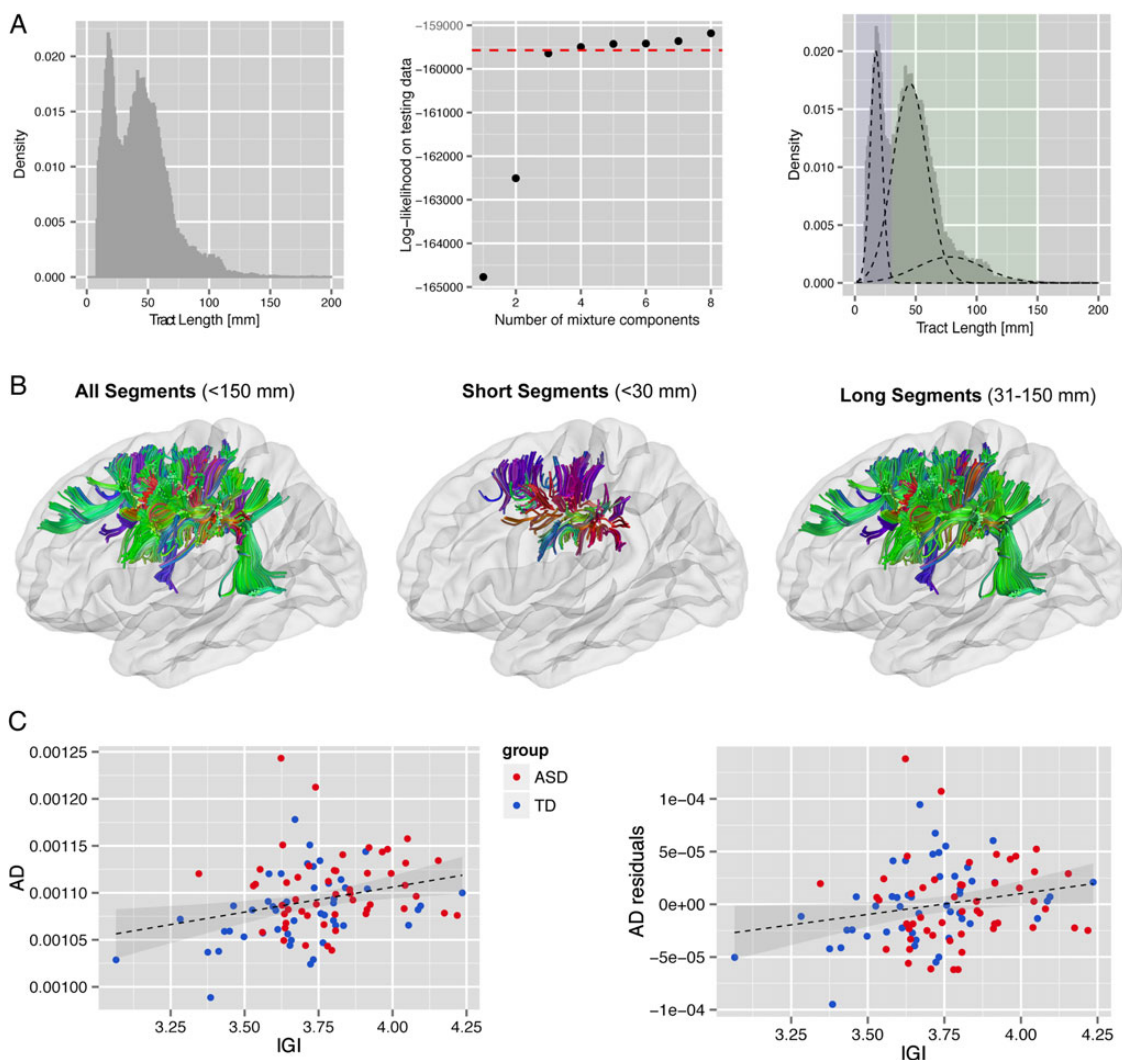 A
0.020
0.015
0.010
0.005
0.000
Density
0
50
100
150
200
Tract Length [mm]
-159000
-160000
-161000
-162000
-163000
-164000
-165000
Log-likelihood on testing data
2
4
6
8
Number of mixture components
0.020
0.015
0.010
0.005
0.000
Density
0
50
100
150
200
Tract Length [mm]
B
All Segments (<150 mm)
Short Segments (<30 mm)
Long Segments (31-150 mm)
C
0.00125
0.00120
0.00115
0.00110
0.00105
0.00100
AD
3.25
3.50
3.75
4.00
4.25
lGI
group
ASD
TD
1e-04
5e-05
0e+00
-5e-05
-1e-04
AD residuals
3.25
3.50
3.75
4.00
4.25
lGI